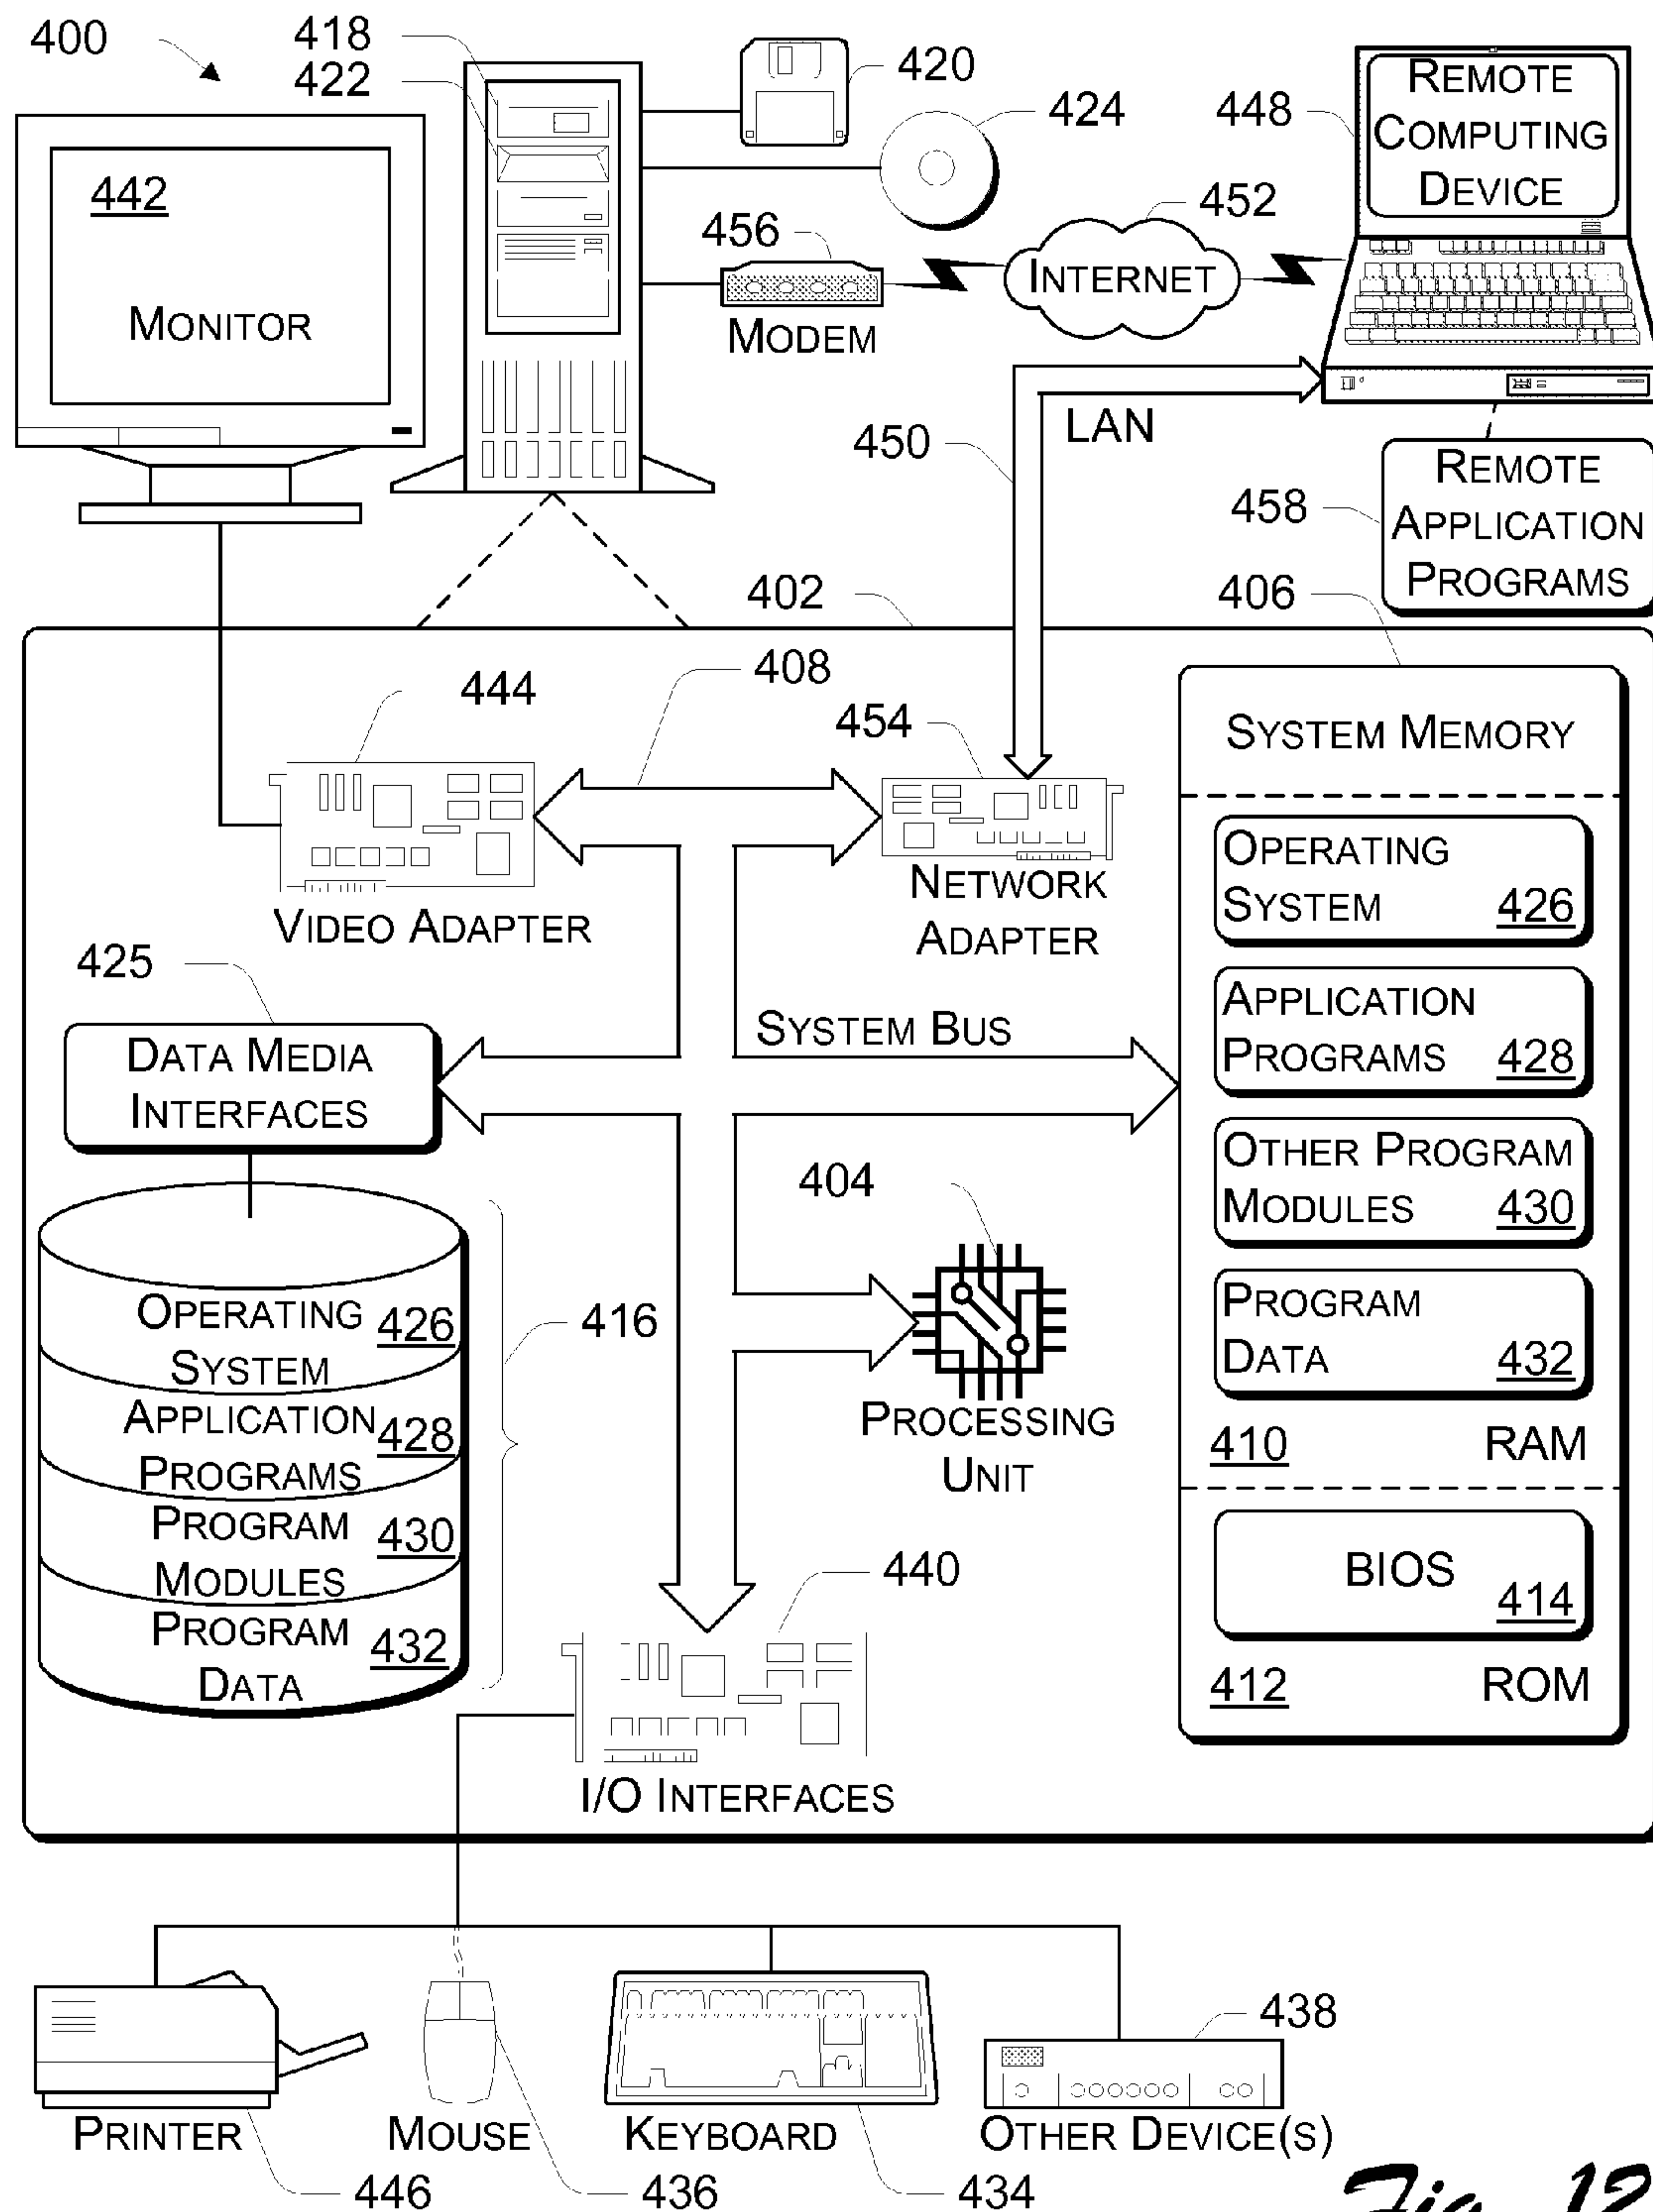 400
418
422
420
424
448
REMOTE
COMPUTING
DEVICE
442
MONITOR
456
MODEM
452
INTERNET
450
LAN
458
REMOTE
APPLICATION
PROGRAMS
402
406
444
408
454
VIDEO ADAPTER
NETWORK
ADAPTER
425
DATA MEDIA
INTERFACES
SYSTEM BUS
SYSTEM MEMORY
OPERATING
SYSTEM 426
APPLICATION
PROGRAMS 428
OTHER PROGRAM
MODULES 430
PROGRAM
DATA 432
410 RAM
BIOS
414
412 ROM
404
PROCESSING
UNIT
416
OPERATING 426
SYSTEM
APPLICATION 428
PROGRAMS
PROGRAM 430
MODULES
PROGRAM 432
DATA
440
I/O INTERFACES
PRINTER
446
MOUSE
436
KEYBOARD
434
438
OTHER DEVICE(S)
Fig. 12